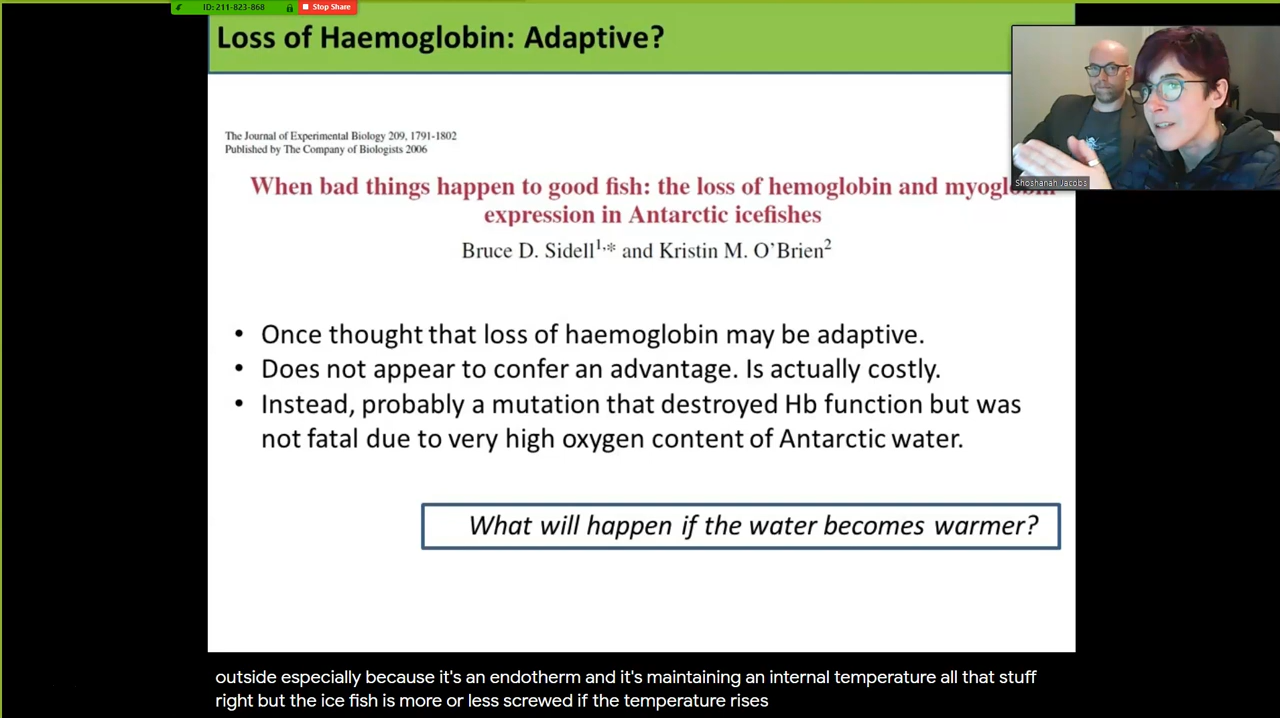 ID: 211-823-868
Stop Share
Loss of Haemoglobin: Adaptive?
The Journal of Experimental Biology 209, 1791-1802
Published by The Company of Biologists 2006
When bad things happen to good fish: the loss of hemoglobin and myoglobin
expression in Antarctic icefishes
Bruce D. Sidell1,* and Kristin M. O'Brien2
Shoshanah Jacobs
• Once thought that loss of haemoglobin may be adaptive.
• Does not appear to confer an advantage. Is actually costly.
• Instead, probably a mutation that destroyed Hb function but was
not fatal due to very high oxygen content of Antarctic water.
What will happen if the water becomes warmer?
outside especially because it's an endotherm and it's maintaining an internal temperature all that stuff
right but the ice fish is more or less screwed if the temperature rises